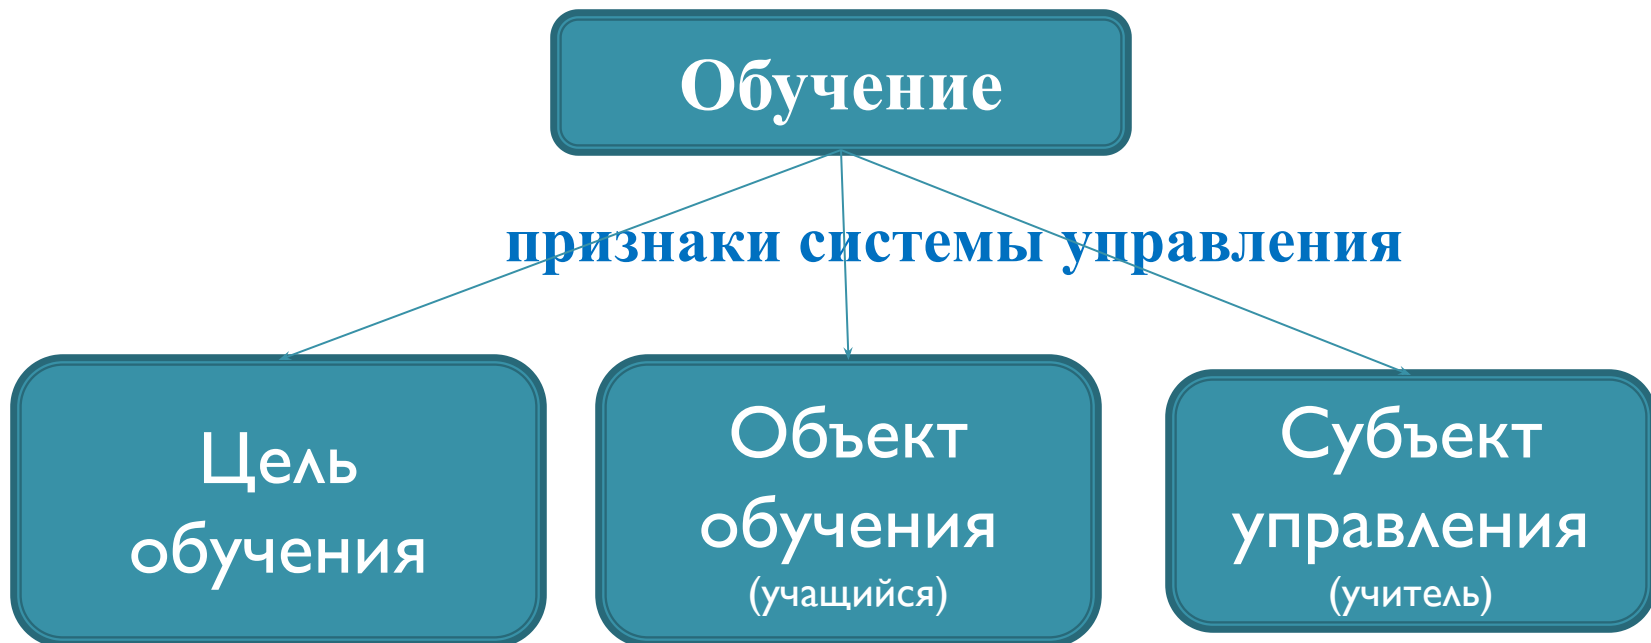 Обучение
признаки системы управления
Цель
обучения
Объект
обучения
(учащийся)
Субъект
управления
(учитель)